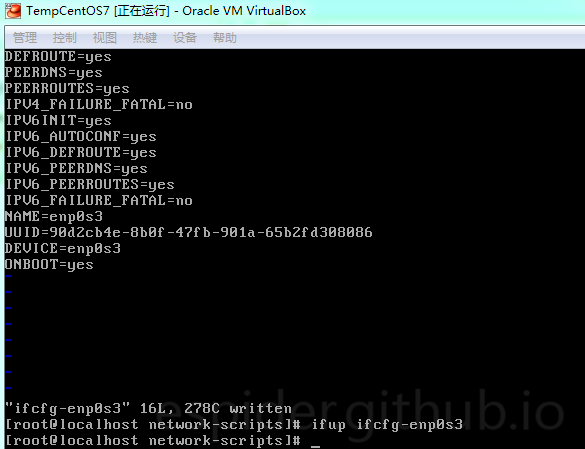 TempCentOS7 [正在运行] - Oracle VM VirtualBox
管理 控制 视图 热键 设备 帮助
DEFROUTE=yes
PEERDNS=yes
PEERROUTES=yes
IPV4_FAILURE_FATAL=no
IPV6INIT=yes
IPV6_AUTOCONF=yes
IPV6_DEFROUTE=yes
IPV6_PEERDNS=yes
IPV6_PEERROUTES=yes
IPV6_FAILURE_FATAL=no
NAME=enp0s3
UUID=90d2cb4e-8b0f-47fb-901a-65b2fd308086
DEVICE=enp0s3
ONBOOT=yes
~
~
~
~
~
~
~
~
"ifcfg-enp0s3" 16L, 278C written
espider.github.io
[root@localhost network-scripts]# ifup ifcfg-enp0s3
[root@localhost network-scripts]# _